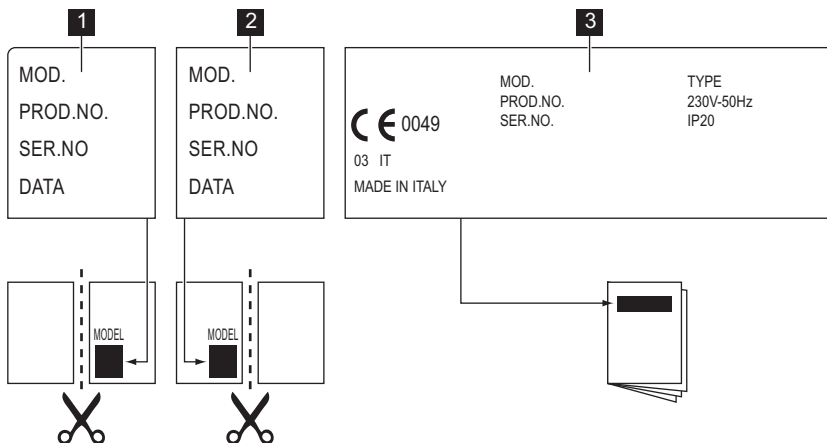 1
MOD.
PROD.NO.
SER.NO
DATA
2
MOD.
PROD.NO.
SER.NO
DATA
3
MOD.
PROD.NO.
SER.NO.
TYPE
230V-50Hz
IP20
CE 0049
03 IT
MADE IN ITALY
MODEL
MODEL